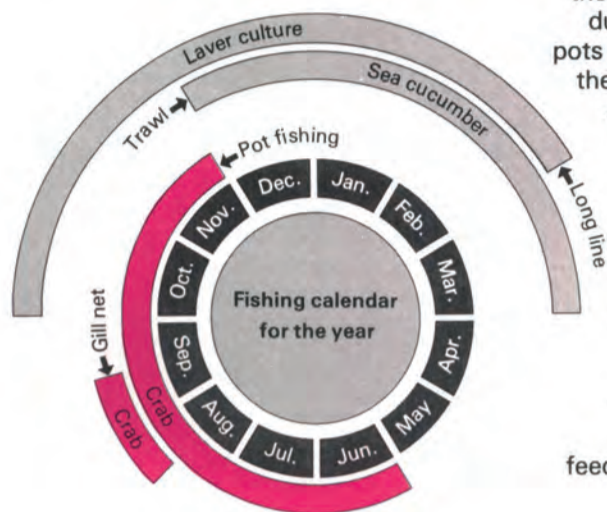 du
pots
the
Laver culture
Sea cucumber
Trawl
Pot fishing
Long line
Gill net
Crab
Crab
Jan.
Feb.
Mar.
Apr.
May
Jun.
Jul.
Aug.
Sep.
Oct.
Nov.
Dec.
Fishing calendar
for the year
feed